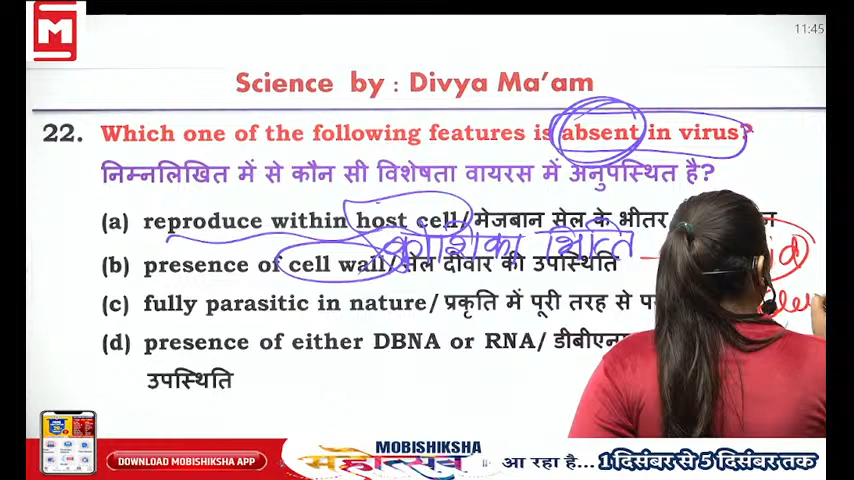 M
11:45
Science by : Divya Ma'am
22. Which one of the following features is absent in virus?
निम्नलिखित में से कौन सी विशेषता वायरस में अनुपस्थित है?
(a) reproduce within host cell/मेजबान सेल के भीतर
कोशिका भित्ति
(b) presence of cell wall/सेल दीवार की उपस्थिति
(c) fully parasitic in nature/प्रकृति में पूरी तरह से
(d) presence of either DBNA or RNA/
उपस्थिति
DOWNLOAD MOBISHIKSHA APP
MOBISHIKSHA
महोत्सव
आ रहा है... 1 दिसंबर से 5 दिसंबर तक